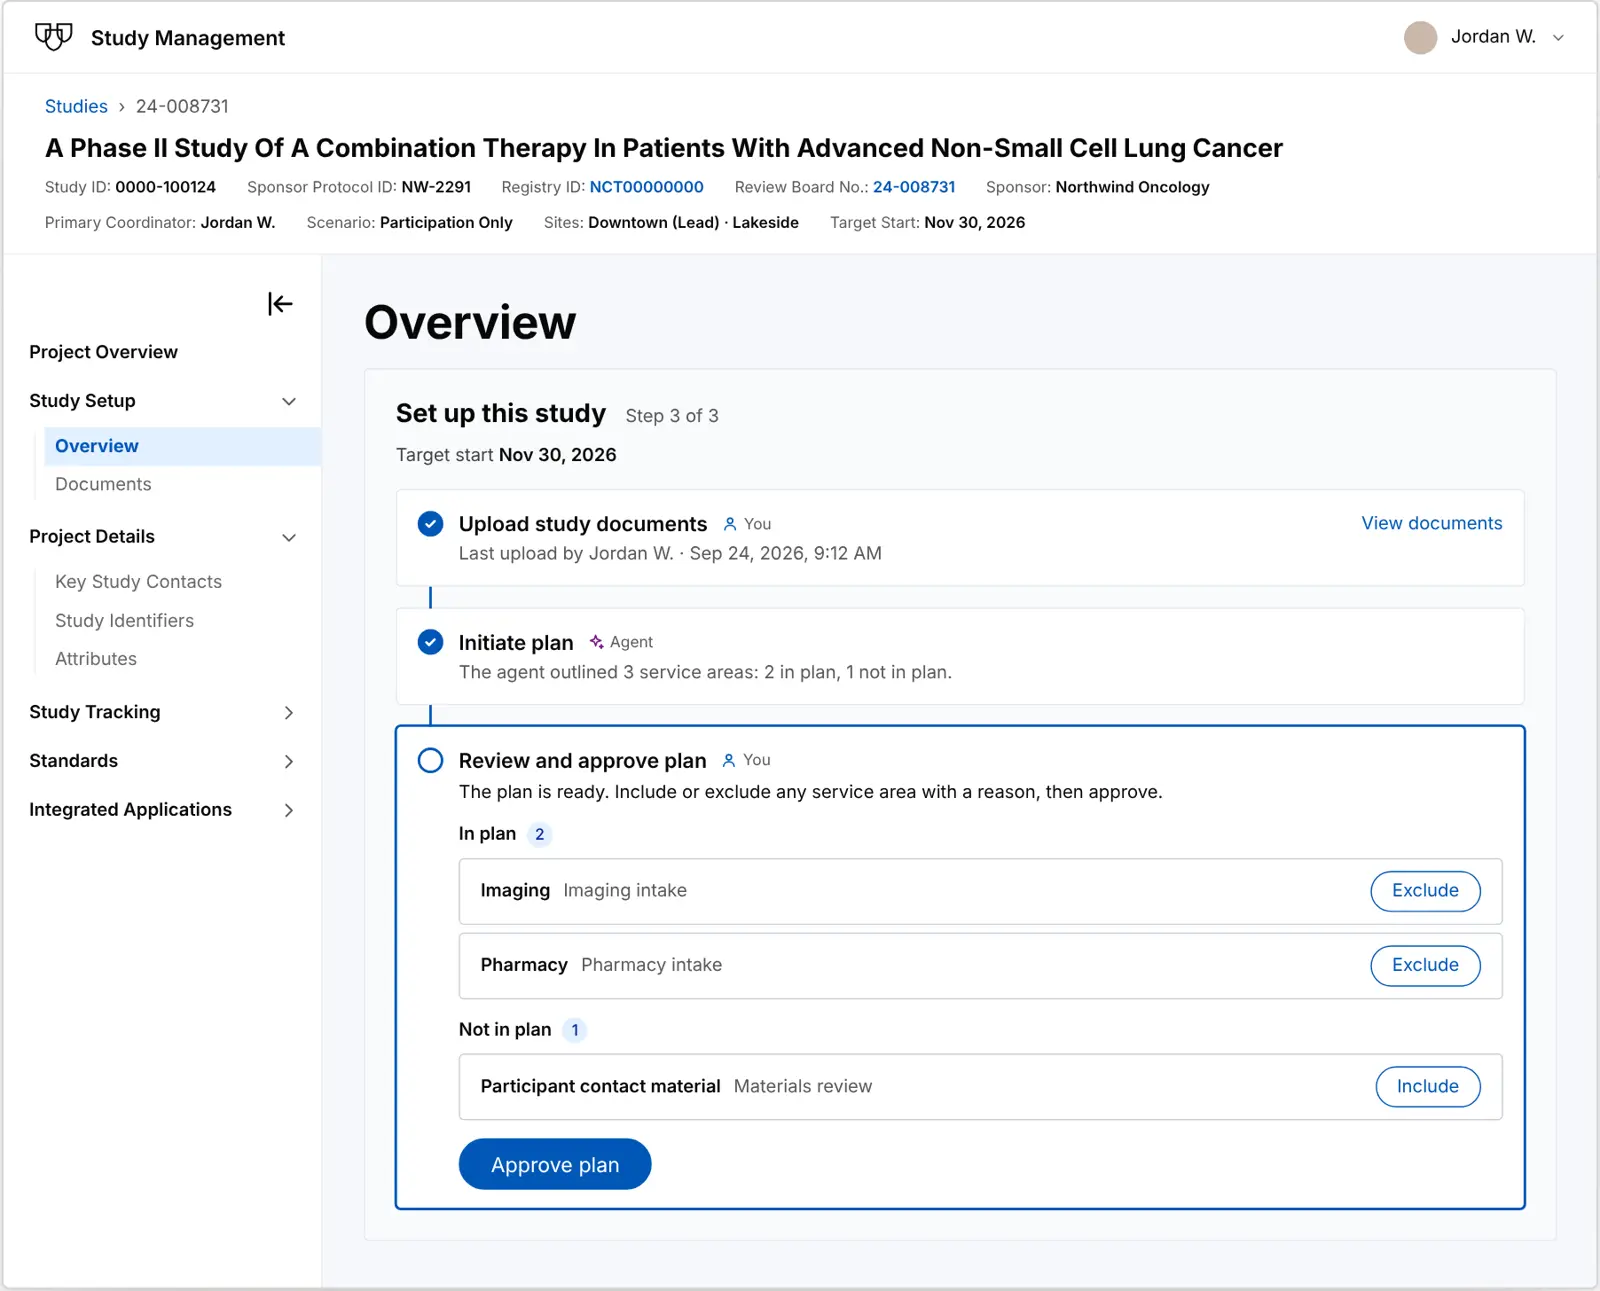 Study Management
Jordan W.
Studies › 24-008731
A Phase II Study Of A Combination Therapy In Patients With Advanced Non-Small Cell Lung Cancer
Study ID: 0000-100124 Sponsor Protocol ID: NW-2291 Registry ID: NCT00000000 Review Board No.: 24-008731 Sponsor: Northwind Oncology
Primary Coordinator: Jordan W. Scenario: Participation Only Sites: Downtown (Lead) · Lakeside Target Start: Nov 30, 2026
Project Overview
Study Setup
Overview
Documents
Project Details
Key Study Contacts
Study Identifiers
Attributes
Study Tracking
Standards
Integrated Applications
Overview
Set up this study Step 3 of 3
Target start Nov 30, 2026
Upload study documents You View documents
Last upload by Jordan W. · Sep 24, 2026, 9:12 AM
Initiate plan Agent
The agent outlined 3 service areas: 2 in plan, 1 not in plan.
Review and approve plan You
The plan is ready. Include or exclude any service area with a reason, then approve.
In plan 2
Imaging Imaging intake Exclude
Pharmacy Pharmacy intake Exclude
Not in plan 1
Participant contact material Materials review Include
Approve plan